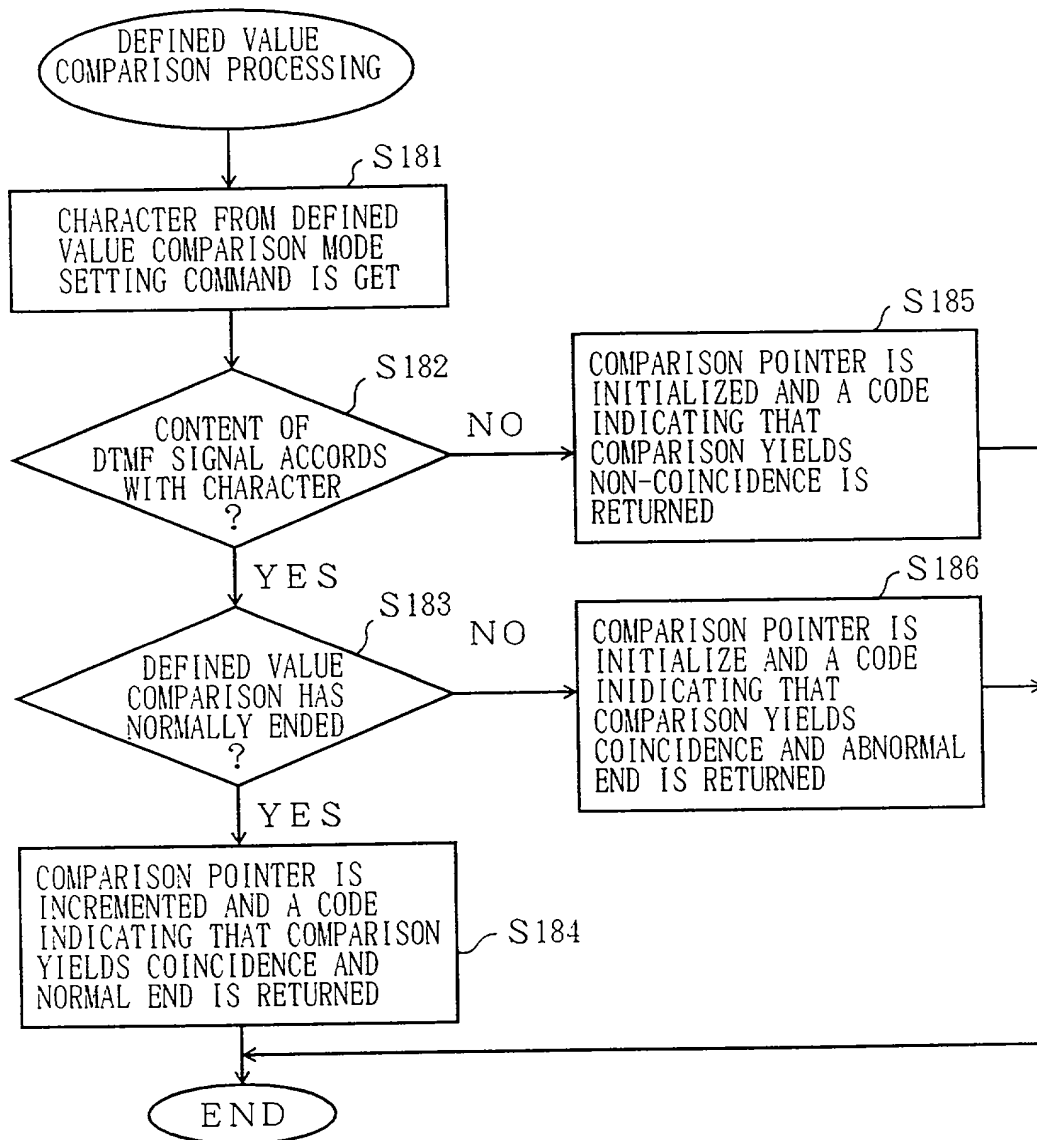 DEFINED VALUE
COMPARISON PROCESSING
S181
CHARACTER FROM DEFINED
VALUE COMPARISON MODE
SETTING COMMAND IS GET
S182
CONTENT OF
DTMF SIGNAL ACCORDS
WITH CHARACTER
?
NO
S185
COMPARISON POINTER IS
INITIALIZED AND A CODE
INDICATING THAT
COMPARISON YIELDS
NON-COINCIDENCE IS
RETURNED
YES
S183
DEFINED VALUE
COMPARISON HAS
NORMALLY ENDED
?
NO
S186
COMPARISON POINTER IS
INITIALIZE AND A CODE
INIDICATING THAT
COMPARISON YIELDS
COINCIDENCE AND ABNORMAL
END IS RETURNED
YES
COMPARISON POINTER IS
INCREMENTED AND A CODE
INDICATING THAT COMPARISON
YIELDS COINCIDENCE AND
NORMAL END IS RETURNED
S184
END